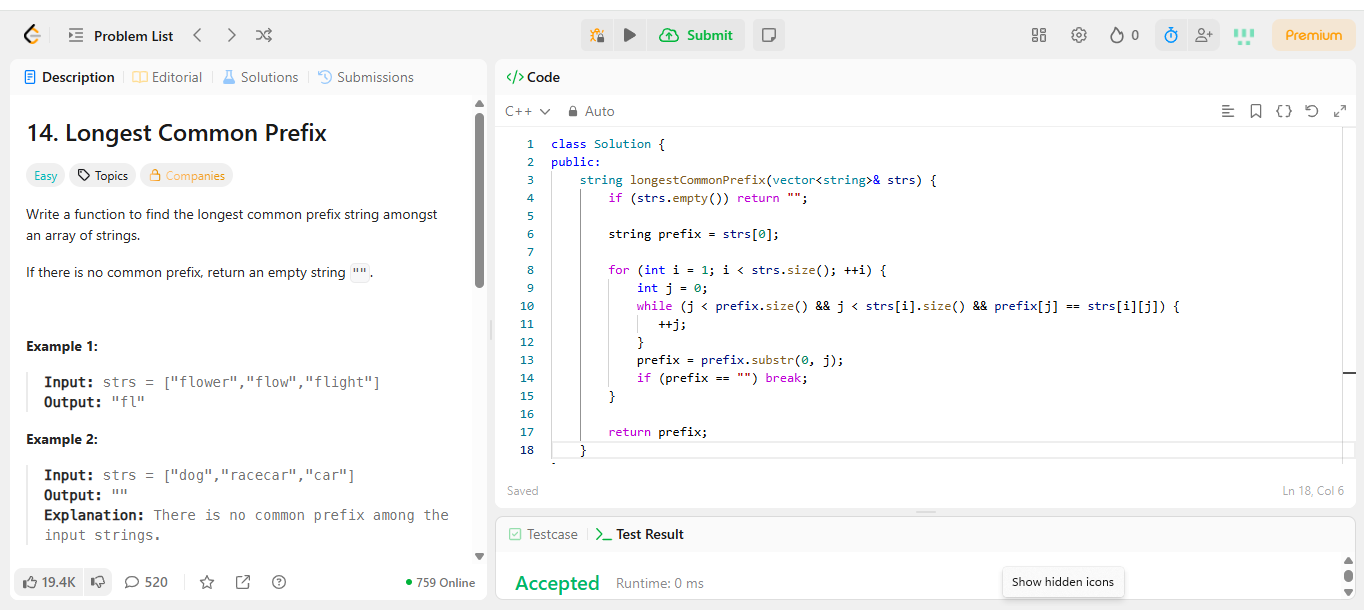 Problem List
Submit
0
Premium
Description
Editorial
Solutions
Submissions
14. Longest Common Prefix
Easy
Topics
Companies
Write a function to find the longest common prefix string amongst
an array of strings.
If there is no common prefix, return an empty string "".
Example 1:
Input: strs = ["flower","flow","flight"]
Output: "fl"
Example 2:
Input: strs = ["dog","racecar","car"]
Output: ""
Explanation: There is no common prefix among the
input strings.
19.4K
520
759 Online
</> Code
C++
Auto
1 class Solution {
2 public:
3     string longestCommonPrefix(vector<string>& strs) {
4         if (strs.empty()) return "";
5
6         string prefix = strs[0];
7
8         for (int i = 1; i < strs.size(); ++i) {
9             int j = 0;
10             while (j < prefix.size() && j < strs[i].size() && prefix[j] == strs[i][j]) {
11                 ++j;
12             }
13             prefix = prefix.substr(0, j);
14             if (prefix == "") break;
15         }
16
17         return prefix;
18     }
Saved
Ln 18, Col 6
Testcase
Test Result
Accepted
Runtime: 0 ms
Show hidden icons